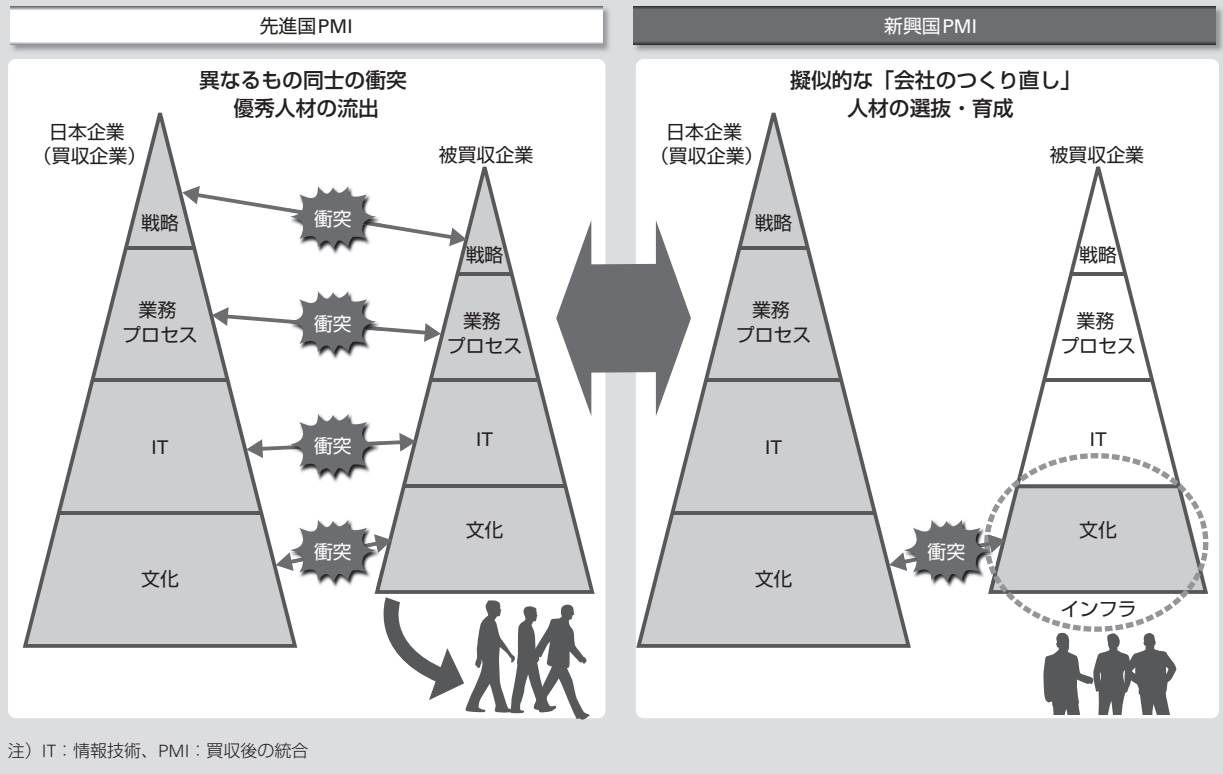 先進国PMI
異なるもの同士の衝突
優秀人材の流出
日本企業
（買収企業）
被買収企業
戦略
衝突
戦略
業務
プロセス
衝突
業務
プロセス
IT
衝突
IT
文化
衝突
文化
新興国PMI
擬似的な「会社のつくり直し」
人材の選抜・育成
日本企業
（買収企業）
被買収企業
戦略
戦略
業務
プロセス
業務
プロセス
IT
IT
文化
衝突
文化
インフラ
注）IT：情報技術、PMI：買収後の統合